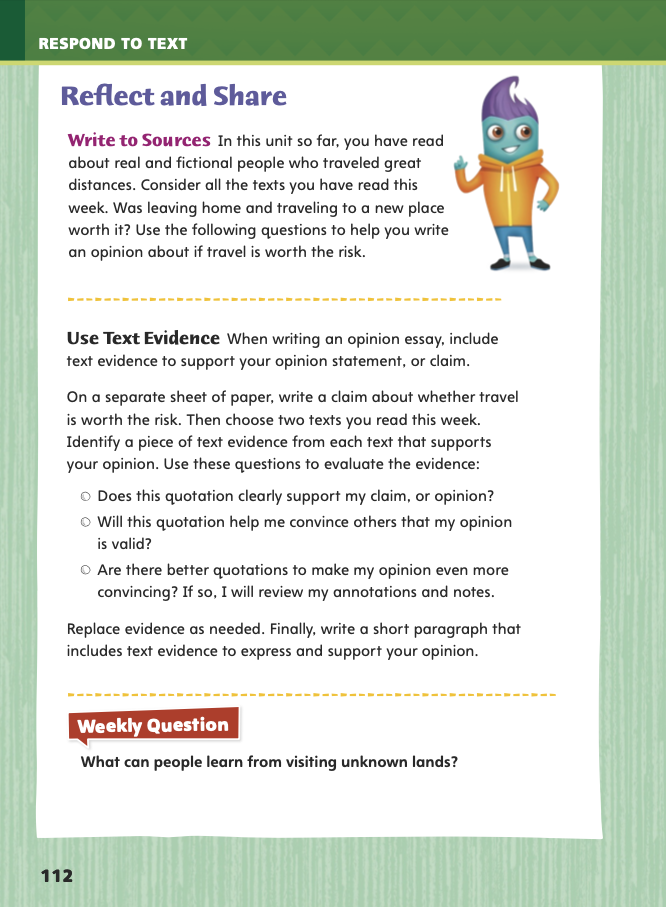 RESPOND TO TEXT
Reflect and Share
Write to Sources In this unit so far, you have read
about real and fictional people who traveled great
distances. Consider all the texts you have read this
week. Was leaving home and traveling to a new place
worth it? Use the following questions to help you write
an opinion about if travel is worth the risk.
Use Text Evidence When writing an opinion essay, include
text evidence to support your opinion statement, or claim.
On a separate sheet of paper, write a claim about whether travel
is worth the risk. Then choose two texts you read this week.
Identify a piece of text evidence from each text that supports
your opinion. Use these questions to evaluate the evidence:
Does this quotation clearly support my claim, or opinion?
Will this quotation help me convince others that my opinion
is valid?
Are there better quotations to make my opinion even more
convincing? If so, I will review my annotations and notes.
Replace evidence as needed. Finally, write a short paragraph that
includes text evidence to express and support your opinion.
Weekly Question
What can people learn from visiting unknown lands?
112